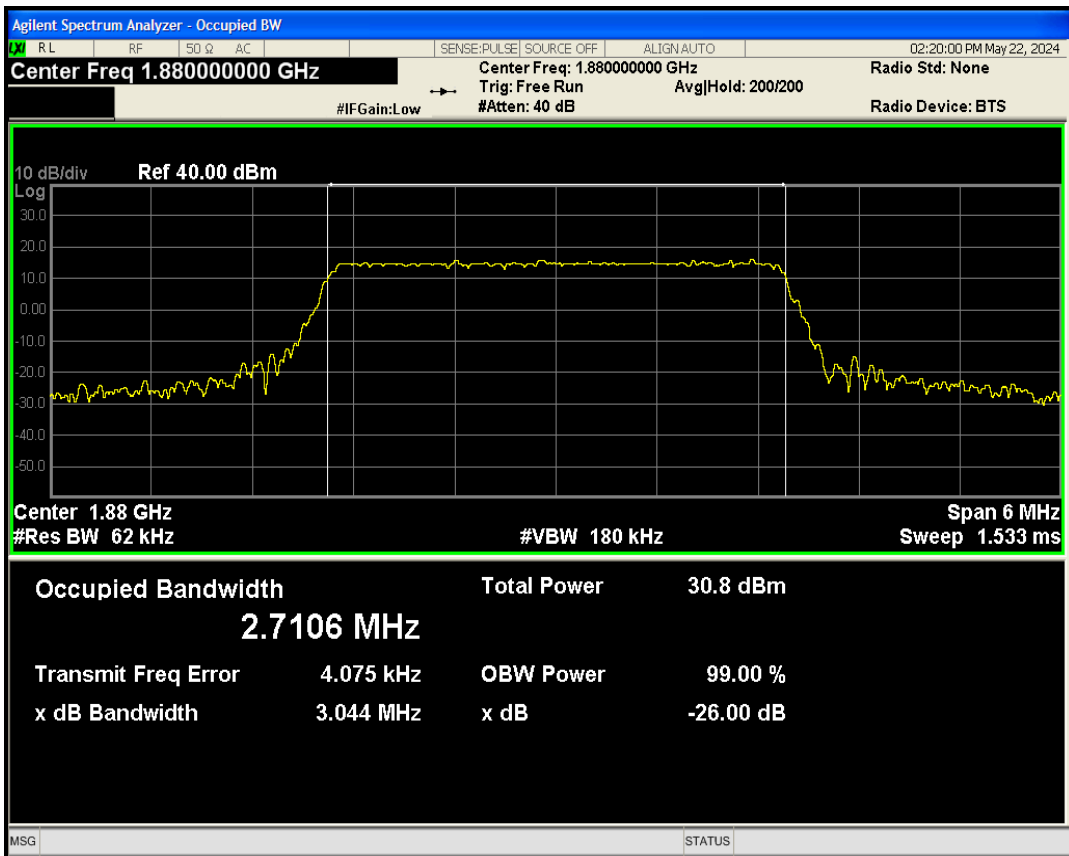 Agilent Spectrum Analyzer - Occupied BW
LXI RL RF 50 Ω AC SENSE:PULSE SOURCE OFF ALIGN AUTO 02:20:00 PM May 22, 2024
Center Freq 1.880000000 GHz Center Freq: 1.880000000 GHz Radio Std: None
Trig: Free Run Avg|Hold: 200/200
#IFGain:Low #Atten: 40 dB Radio Device: BTS
10 dB/div Ref 40.00 dBm
Log
30.0
20.0
10.0
0.00
-10.0
-20.0
-30.0
-40.0
-50.0
Center 1.88 GHz Span 6 MHz
#Res BW 62 kHz #VBW 180 kHz Sweep 1.533 ms
Occupied Bandwidth Total Power 30.8 dBm
2.7106 MHz
Transmit Freq Error 4.075 kHz OBW Power 99.00 %
x dB Bandwidth 3.044 MHz x dB -26.00 dB
MSG STATUS